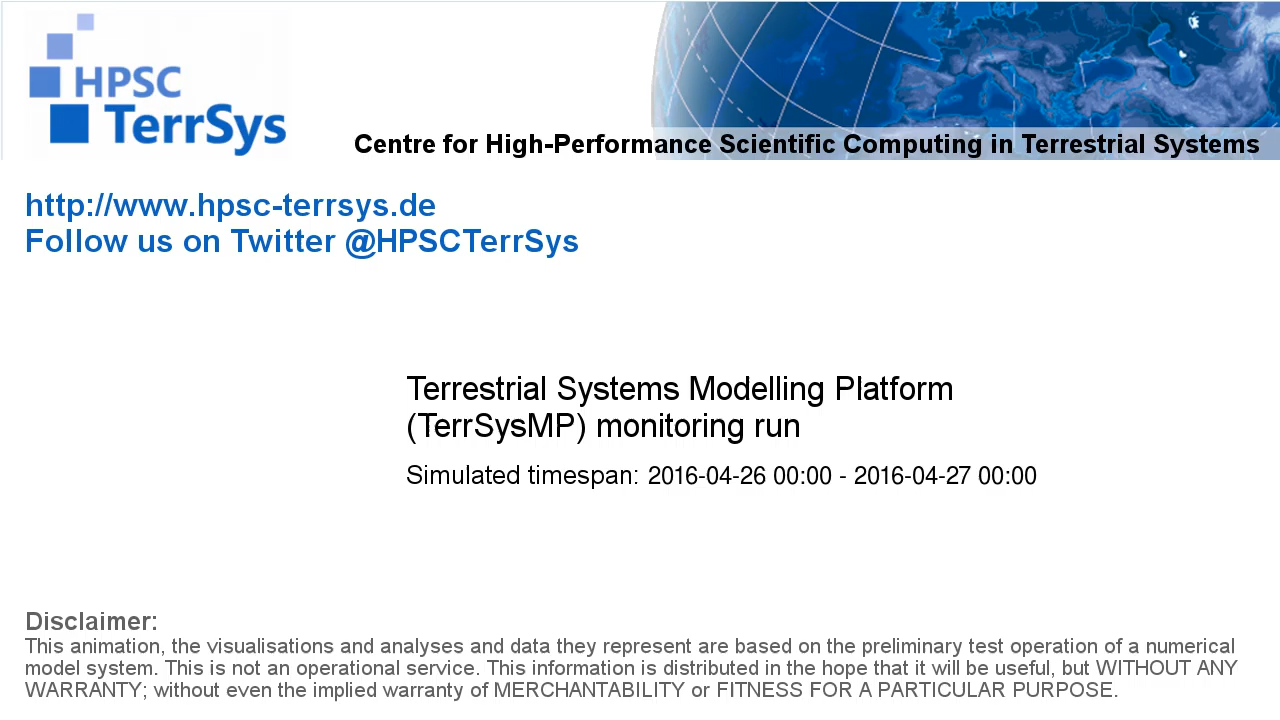 HPSC
TerrSys
Centre for High-Performance Scientific Computing in Terrestrial Systems
http://www.hpsc-terrsys.de
Follow us on Twitter @HPSCTerrSys
Terrestrial Systems Modelling Platform
(TerrSysMP) monitoring run
Simulated timespan: 2016-04-26 00:00 - 2016-04-27 00:00
Disclaimer:
This animation, the visualisations and analyses and data they represent are based on the preliminary test operation of a numerical
model system. This is not an operational service. This information is distributed in the hope that it will be useful, but WITHOUT ANY
WARRANTY; without even the implied warranty of MERCHANTABILITY or FITNESS FOR A PARTICULAR PURPOSE.